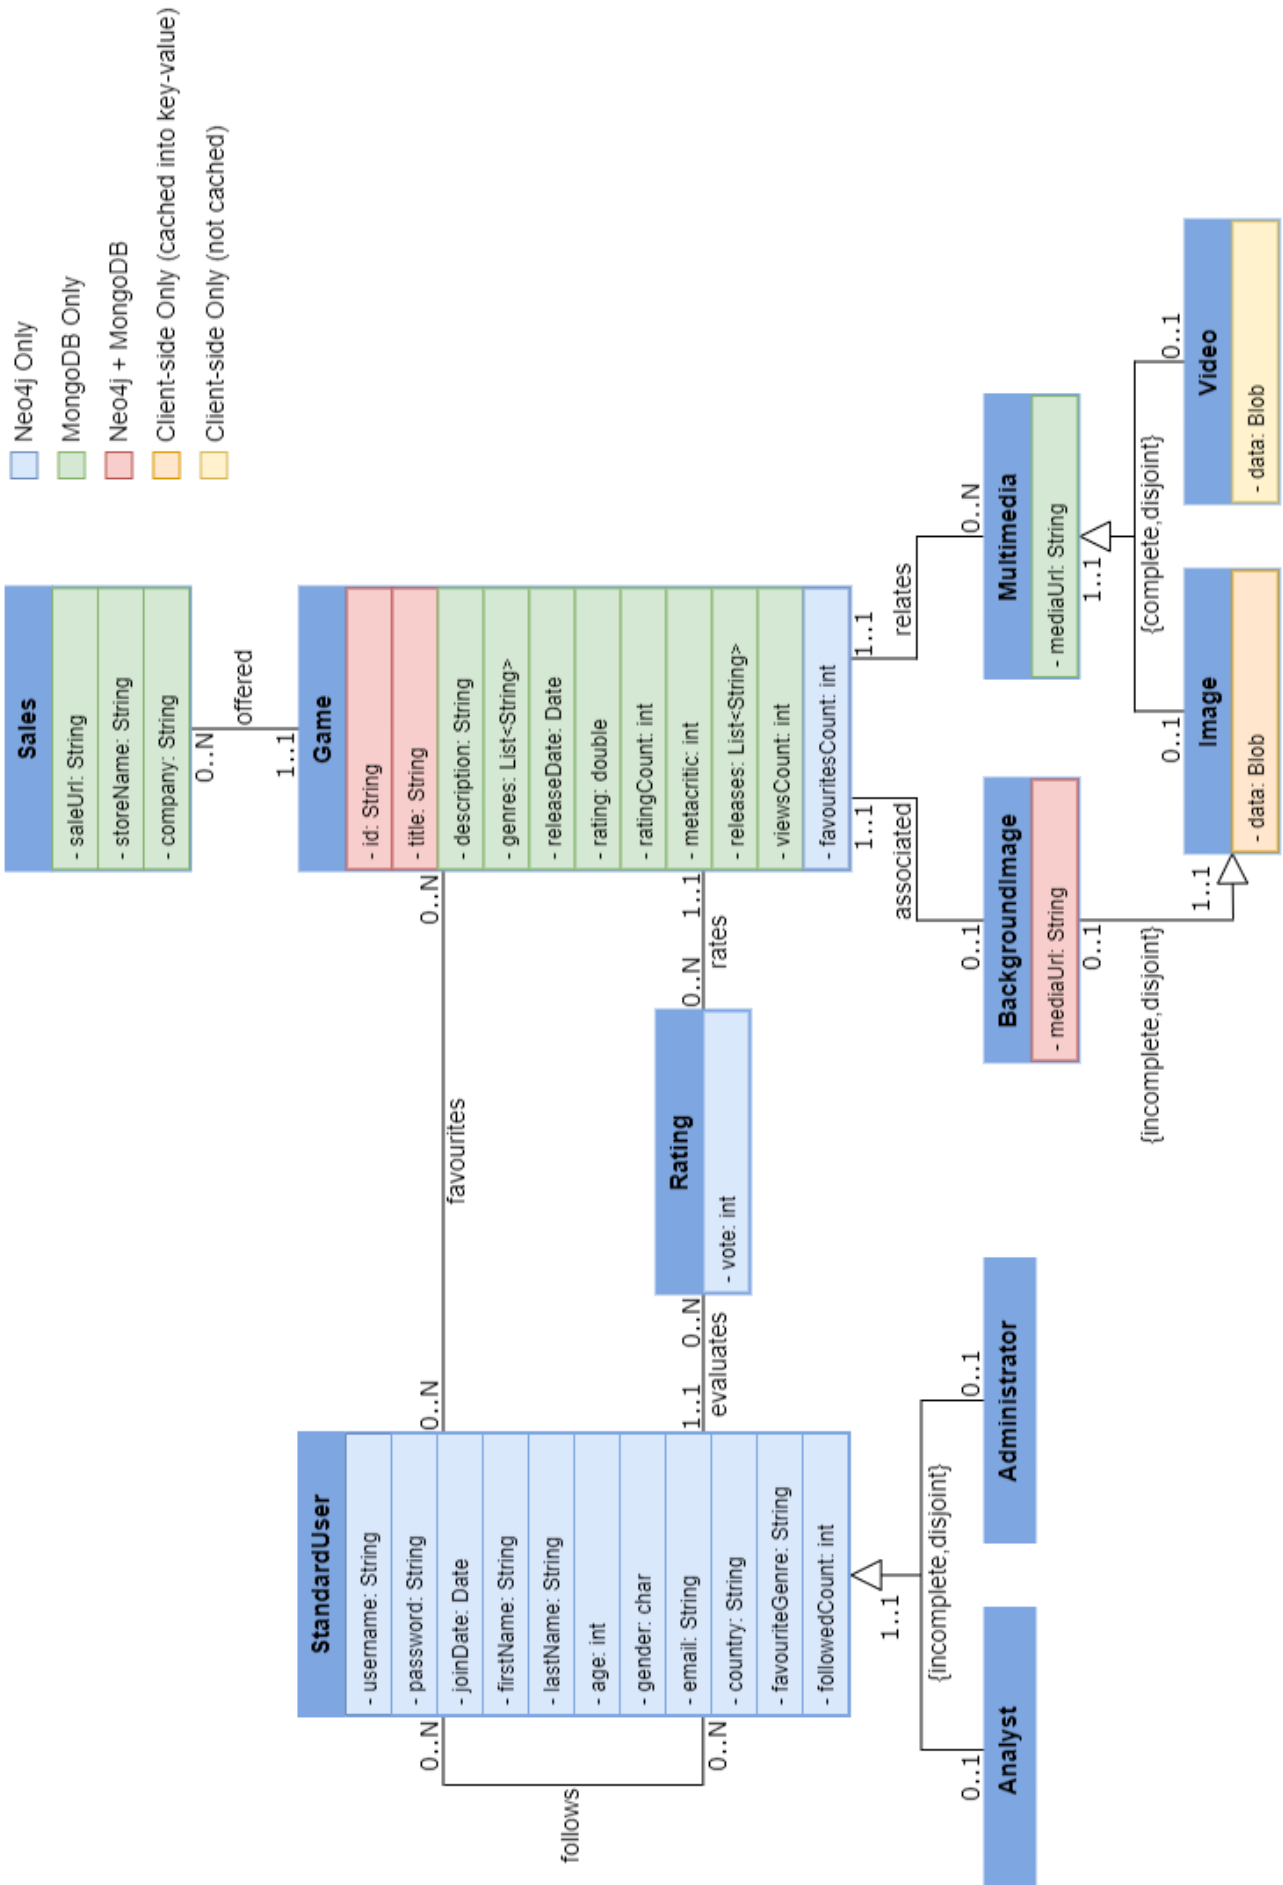 Neo4j Only
MongoDB Only
Neo4j + MongoDB
Client-side Only (cached into key-value)
Client-side Only (not cached)
Sales
- saleUrl: String
- storeName: String
- company: String
0..N
offered
1..1
StandardUser
- username: String
- password: String
- joinDate: Date
- firstName: String
- lastName: String
- age: int
- gender: char
- email: String
- country: String
- favouriteGenre: String
- followedCount: int
0..N
follows
0..N
0..N
favourites
0..N
1..1
evaluates
0..N
Rating
- vote: int
0..N
rates
1..1
Game
- id: String
- title: String
- description: String
- genres: List<String>
- releaseDate: Date
- rating: double
- ratingCount: int
- metacritic: int
- releases: List<String>
- viewsCount: int
- favouritesCount: int
1..1
{incomplete,disjoint}
0..1
0..1
Analyst
Administrator
1..1
associated
0..1
BackgroundImage
- mediaUrl: String
0..1
{incomplete,disjoint}
1..1
1..1
relates
0..N
Multimedia
- mediaUrl: String
1..1
{complete,disjoint}
0..1
0..1
Image
- data: Blob
Video
- data: Blob